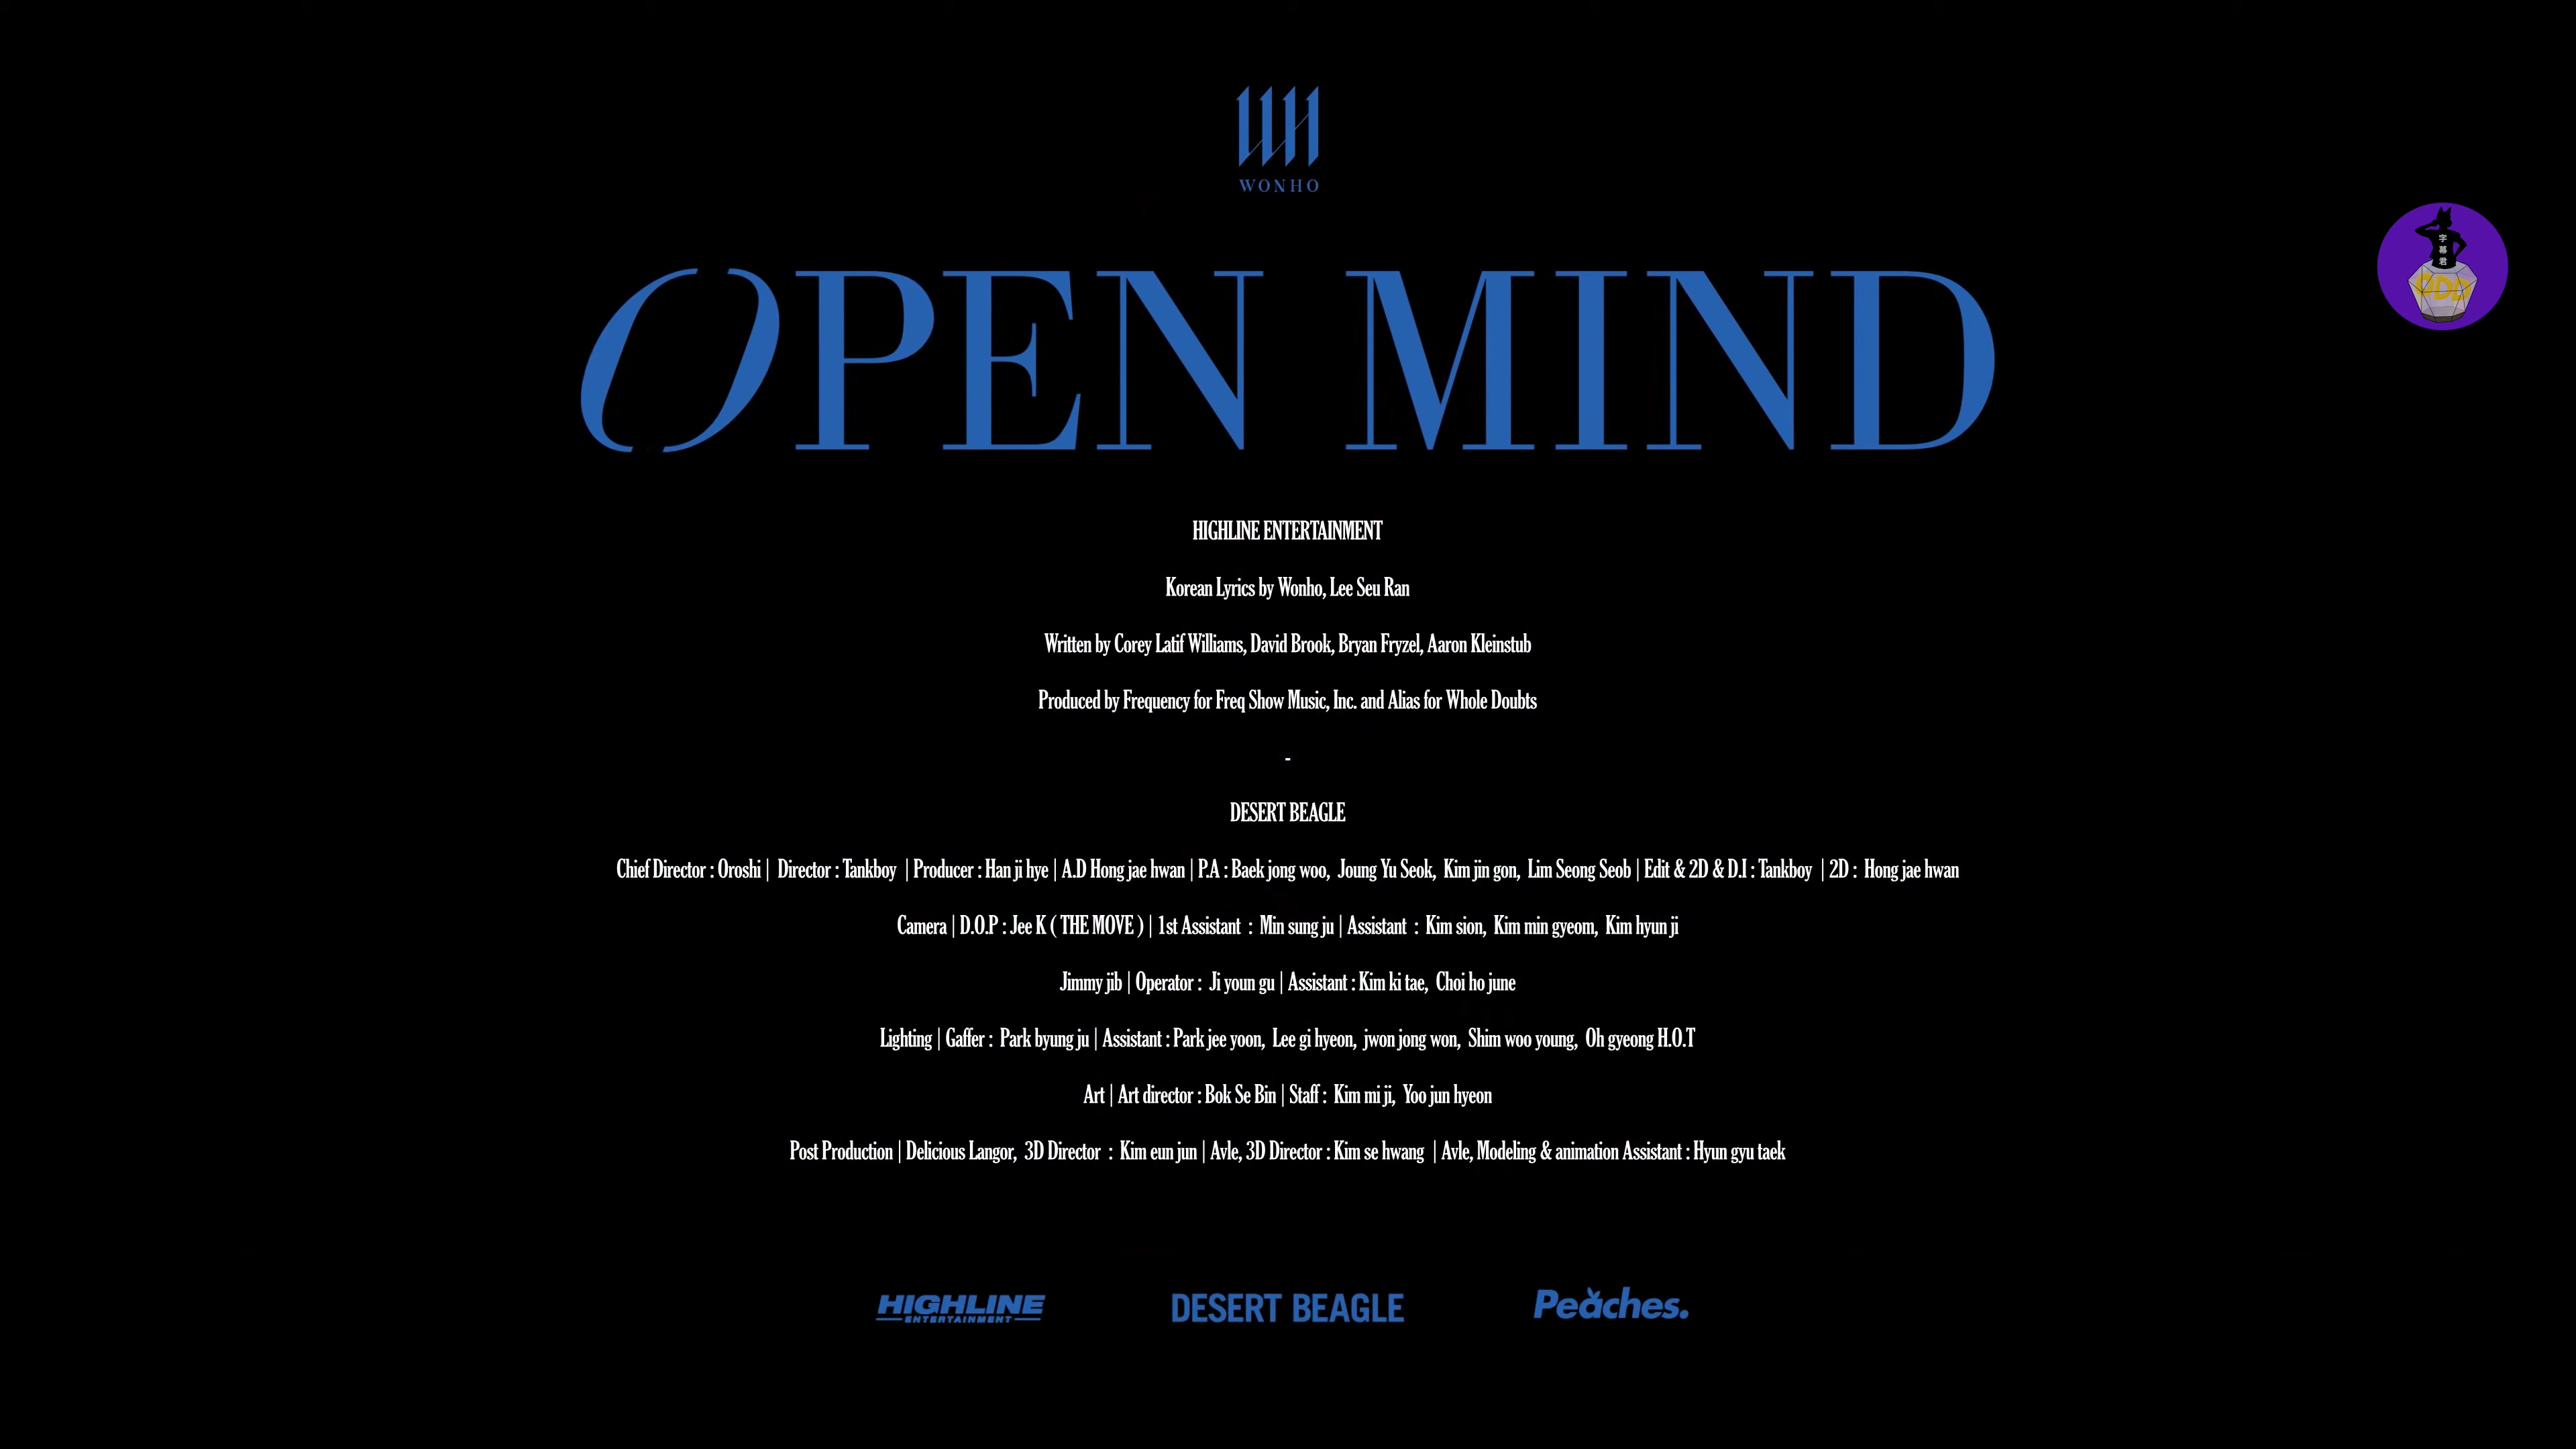 WH
WONHO
OPEN MIND
字
幕
君
ODD
HIGHLINE ENTERTAINMENT
Korean Lyrics by Wonho, Lee Seu Ran
Written by Corey Latif Williams, David Brook, Bryan Fryzel, Aaron Kleinstub
Produced by Frequency for Freq Show Music, Inc. and Alias for Whole Doubts
-
DESERT BEAGLE
Chief Director : Oroshi | Director : Tankboy | Producer : Han ji hye | A.D Hong jae hwan | P.A : Baek jong woo, Joung Yu Seok, Kim jin gon, Lim Seong Seob | Edit & 2D & D.I : Tankboy | 2D : Hong jae hwan
Camera | D.O.P : Jee K ( THE MOVE ) | 1st Assistant : Min sung ju | Assistant : Kim sion, Kim min gyeom, Kim hyun ji
Jimmy jib | Operator : Ji youn gu | Assistant : Kim ki tae, Choi ho june
Lighting | Gaffer : Park byung ju | Assistant : Park jee yoon, Lee gi hyeon, jwon jong won, Shim woo young, Oh gyeong H.O.T
Art | Art director : Bok Se Bin | Staff : Kim mi ji, Yoo jun hyeon
Post Production | Delicious Langor, 3D Director : Kim eun jun | Avle, 3D Director : Kim se hwang | Avle, Modeling & animation Assistant : Hyun gyu taek
HIGHLINE
ENTERTAINMENT
DESERT BEAGLE
Peaches.